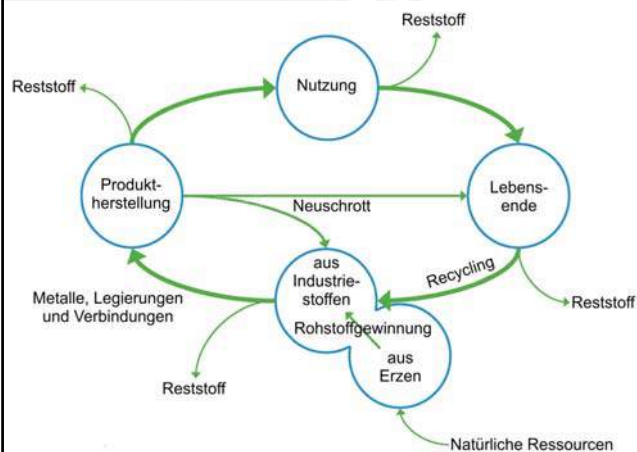 Reststoff
Reststoff
Nutzung
Produkt-
herstellung
Lebens-
ende
Neuschrott
aus
Industrie-
stoffen
Recycling
Metalle, Legierungen
und Verbindungen
Rohstoffgewinnung
Reststoff
aus
Erzen
Reststoff
Natürliche Ressourcen